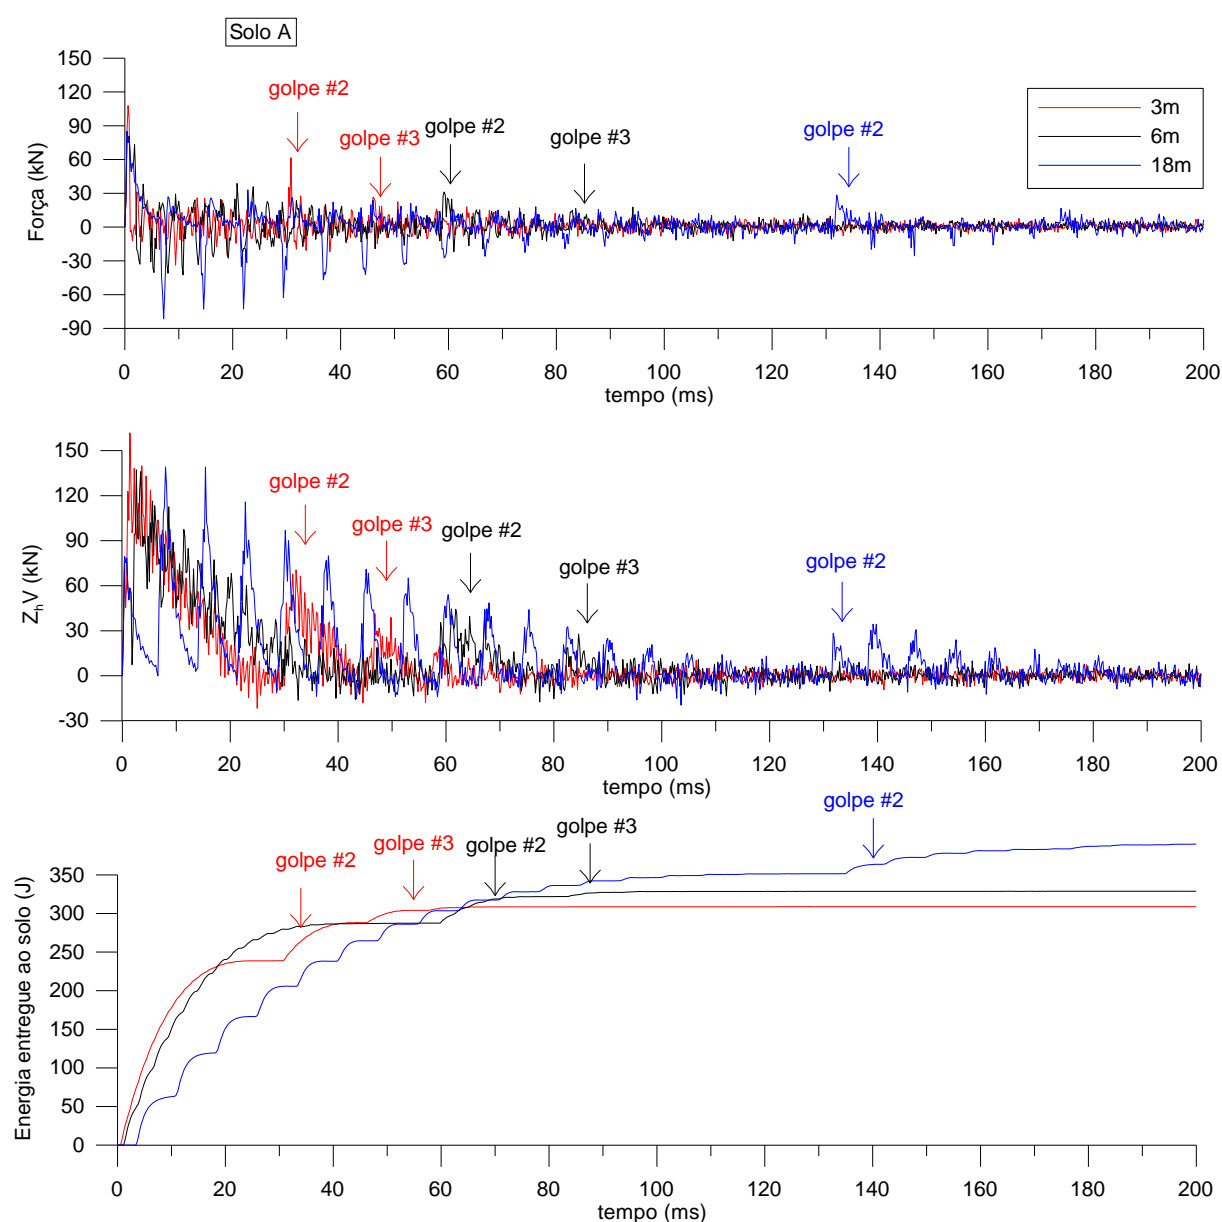 Solo A
150
120
90
60
30
0
-30
-60
-90
Força (kN)
golpe #2
golpe #3
golpe #2
golpe #3
golpe #2
3m
6m
18m
0 20 40 60 80 100 120 140 160 180 200
tempo (ms)
150
120
90
60
30
0
-30
ZhV (kN)
golpe #2
golpe #3
golpe #2
golpe #3
golpe #2
0 20 40 60 80 100 120 140 160 180 200
tempo (ms)
350
300
250
200
150
100
50
0
Energia entregue ao solo (J)
golpe #2
golpe #3
golpe #2
golpe #3
golpe #2
0 20 40 60 80 100 120 140 160 180 200
tempo (ms)